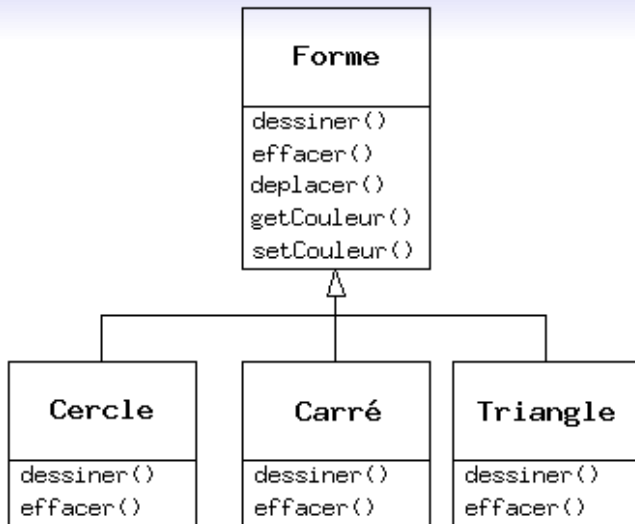 Forme
dessiner()
effacer()
deplacer()
getCouleur()
setCouleur()
Cercle
dessiner()
effacer()
Carré
dessiner()
effacer()
Triangle
dessiner()
effacer()